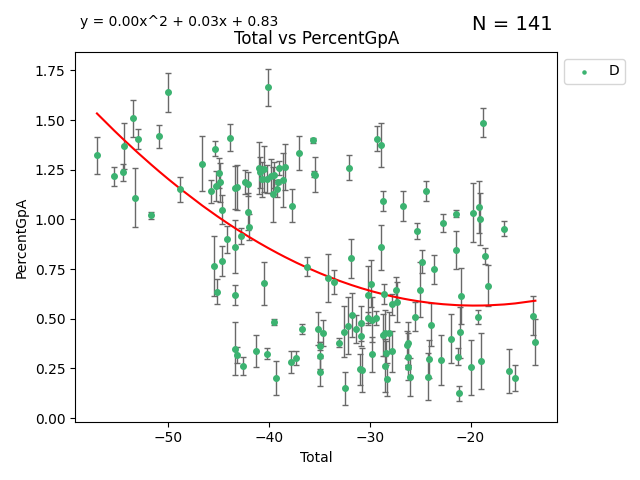 y = 0.00x^2 + 0.03x + 0.83
N = 141
Total vs PercentGpA
D
PercentGpA
1.75
1.50
1.25
1.00
0.75
0.50
0.25
0.00
−50 −40 −30 −20
Total